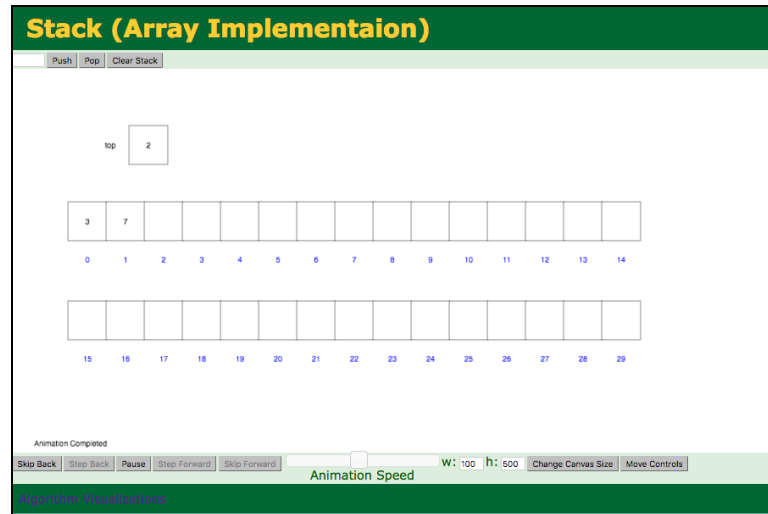 Stack (Array Implementaion)
Push Pop Clear Stack
top 2
3 7
0 1 2 3 4 5 6 7 8 9 10 11 12 13 14
15 16 17 18 19 20 21 22 23 24 25 26 27 28 29
Animation Completed
Skip Back Step Back Pause Step Forward Skip Forward w: 100 h: 500 Change Canvas Size Move Controls
Animation Speed
Algorithm Visualizations